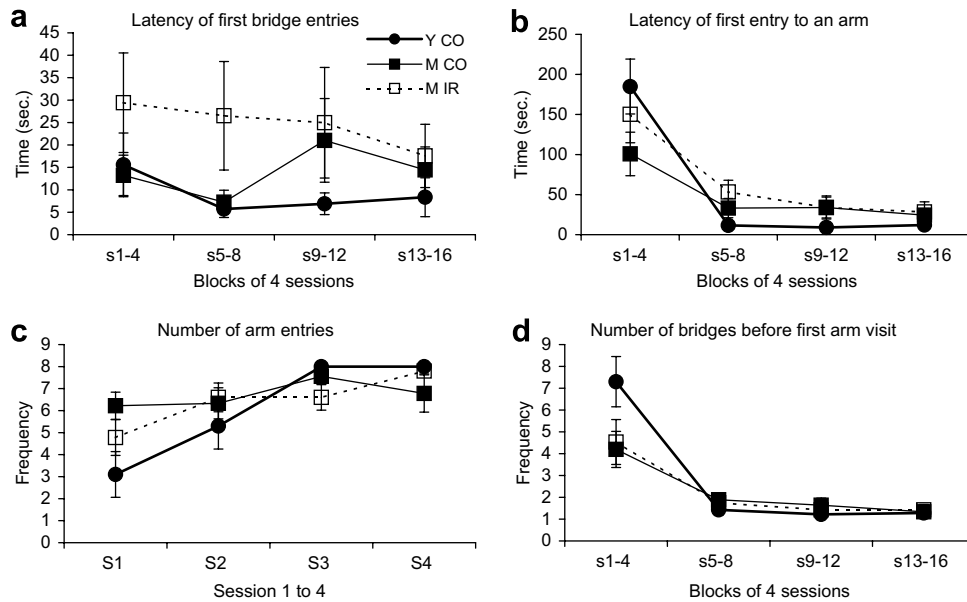 a
Latency of first bridge entries
Time (sec.)
45
40
35
30
25
20
15
10
5
0
Y CO
M CO
M IR
s1-4 s5-8 s9-12 s13-16
Blocks of 4 sessions
b
Latency of first entry to an arm
Time (sec.)
250
200
150
100
50
0
s1-4 s5-8 s9-12 s13-16
Blocks of 4 sessions
c
Number of arm entries
Frequency
9
8
7
6
5
4
3
2
1
0
S1 S2 S3 S4
Session 1 to 4
d
Number of bridges before first arm visit
Frequency
9
8
7
6
5
4
3
2
1
0
s1-4 s5-8 s9-12 s13-16
Blocks of 4 sessions